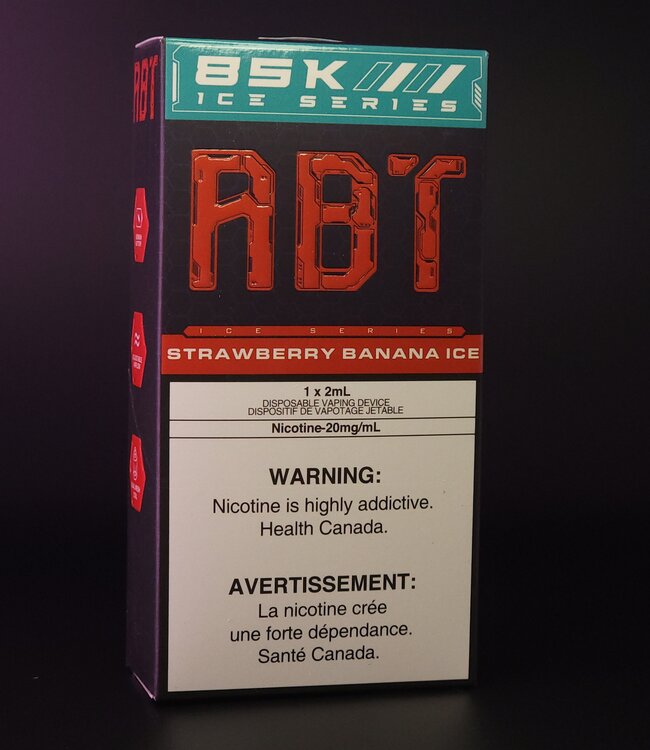 85K
ICE SERIES
RBT
RBT
ICE SERIES
STRAWBERRY BANANA ICE
1 x 2mL
DISPOSABLE VAPING DEVICE
DISPOSITIF DE VAPOTAGE JETABLE
Nicotine-20mg/mL
WARNING:
Nicotine is highly addictive.
Health Canada.
AVERTISSEMENT:
La nicotine crée
une forte dépendance.
Santé Canada.